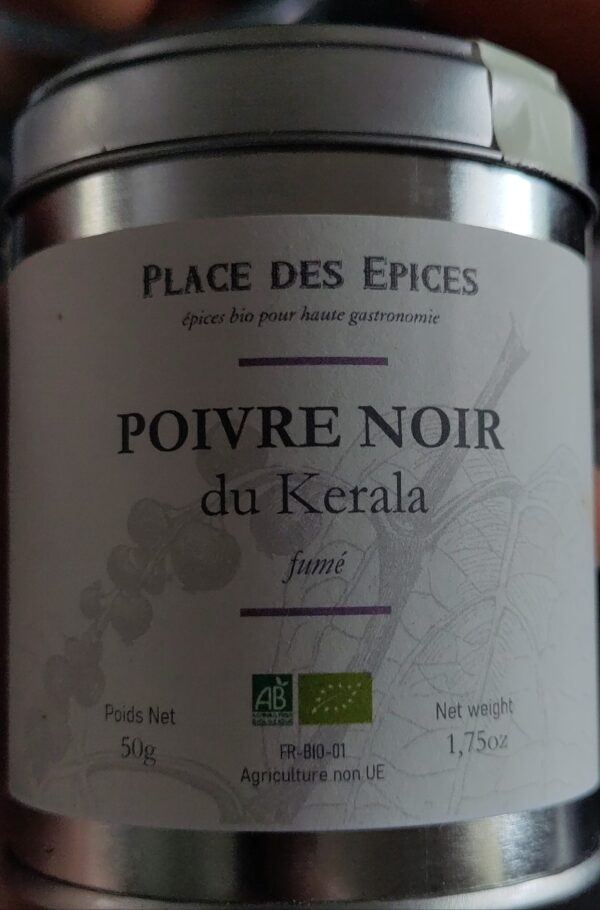 PLACE DES EPICES
épices bio pour haute gastronomie
POIVRE NOIR
du Kerala
fumé
Poids Net
50g
AB
FR-BIO-01
Agriculture non UE
Net weight
1,75oz